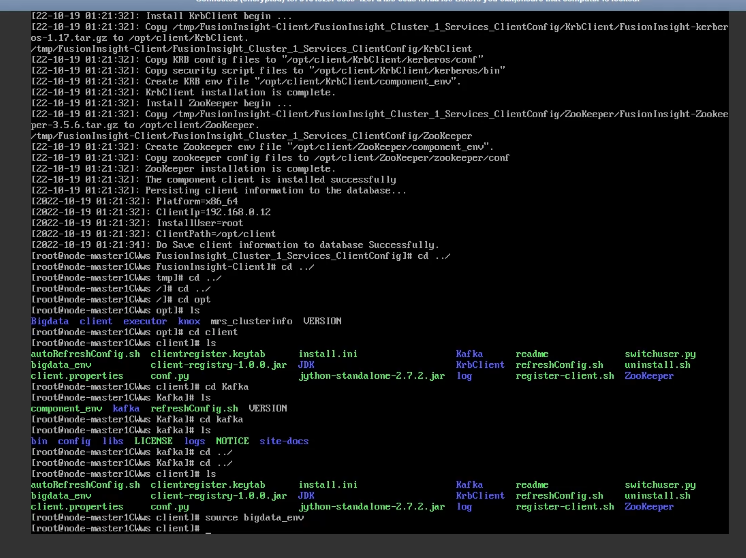 [22-10-19 01:21:32]: Install KrbClient begin ...
[22-10-19 01:21:32]: Copy /tmp/FusionInsight-Client/FusionInsight_Cluster_1_Services_ClientConfig/KrbClient/FusionInsight-kerber
os-1.17.tar.gz to /opt/client/KrbClient.
/tmp/FusionInsight-Client/FusionInsight_Cluster_1_Services_ClientConfig/KrbClient
[22-10-19 01:21:32]: Copy KRB config files to "/opt/client/KrbClient/kerberos/conf"
[22-10-19 01:21:32]: Copy security script files to "/opt/client/KrbClient/kerberos/bin"
[22-10-19 01:21:32]: Create KRB env file "/opt/client/KrbClient/component_env".
[22-10-19 01:21:32]: KrbClient installation is complete.
[22-10-19 01:21:32]: Install ZooKeeper begin ...
[22-10-19 01:21:32]: Copy /tmp/FusionInsight-Client/FusionInsight_Cluster_1_Services_ClientConfig/ZooKeeper/FusionInsight-Zookee
per-3.5.6.tar.gz to /opt/client/ZooKeeper.
/tmp/FusionInsight-Client/FusionInsight_Cluster_1_Services_ClientConfig/ZooKeeper
[22-10-19 01:21:32]: Create Zookeeper env file "/opt/client/ZooKeeper/component_env".
[22-10-19 01:21:32]: Copy zookeeper config files to /opt/client/ZooKeeper/zookeeper/conf
[22-10-19 01:21:32]: ZooKeeper installation is complete.
[22-10-19 01:21:32]: The component client is installed successfully
[22-10-19 01:21:32]: Persisting client information to the database...
[2022-10-19 01:21:32]: Platform=x86_64
[2022-10-19 01:21:32]: ClientIp=192.168.0.12
[2022-10-19 01:21:32]: InstallUser=root
[2022-10-19 01:21:32]: ClientPath=/opt/client
[2022-10-19 01:21:34]: Do Save client information to database Successfully.
[root@node-master1CWws FusionInsight_Cluster_1_Services_ClientConfig]# cd ../
[root@node-master1CWws FusionInsight-Client]# cd ../
[root@node-master1CWws tmp]# cd ../
[root@node-master1CWws /]# cd ../
[root@node-master1CWws /]# cd opt
[root@node-master1CWws opt]# ls
Bigdata client executor knox mrs_clusterinfo VERSION
[root@node-master1CWws opt]# cd client
[root@node-master1CWws client]# ls
autoRefreshConfig.sh clientregister.keytab install.ini Kafka readme switchuser.py
bigdata_env client-registry-1.0.0.jar JDK KrbClient refreshConfig.sh uninstall.sh
client.properties conf.py jython-standalone-2.7.2.jar log register-client.sh ZooKeeper
[root@node-master1CWws client]# cd Kafka
[root@node-master1CWws Kafka]# ls
component_env kafka refreshConfig.sh VERSION
[root@node-master1CWws Kafka]# cd kafka
[root@node-master1CWws kafka]# ls
bin config libs LICENSE logs NOTICE site-docs
[root@node-master1CWws kafka]# cd ../
[root@node-master1CWws Kafka]# cd ../
[root@node-master1CWws client]# ls
autoRefreshConfig.sh clientregister.keytab install.ini Kafka readme switchuser.py
bigdata_env client-registry-1.0.0.jar JDK KrbClient refreshConfig.sh uninstall.sh
client.properties conf.py jython-standalone-2.7.2.jar log register-client.sh ZooKeeper
[root@node-master1CWws client]# source bigdata_env
[root@node-master1CWws client]# _